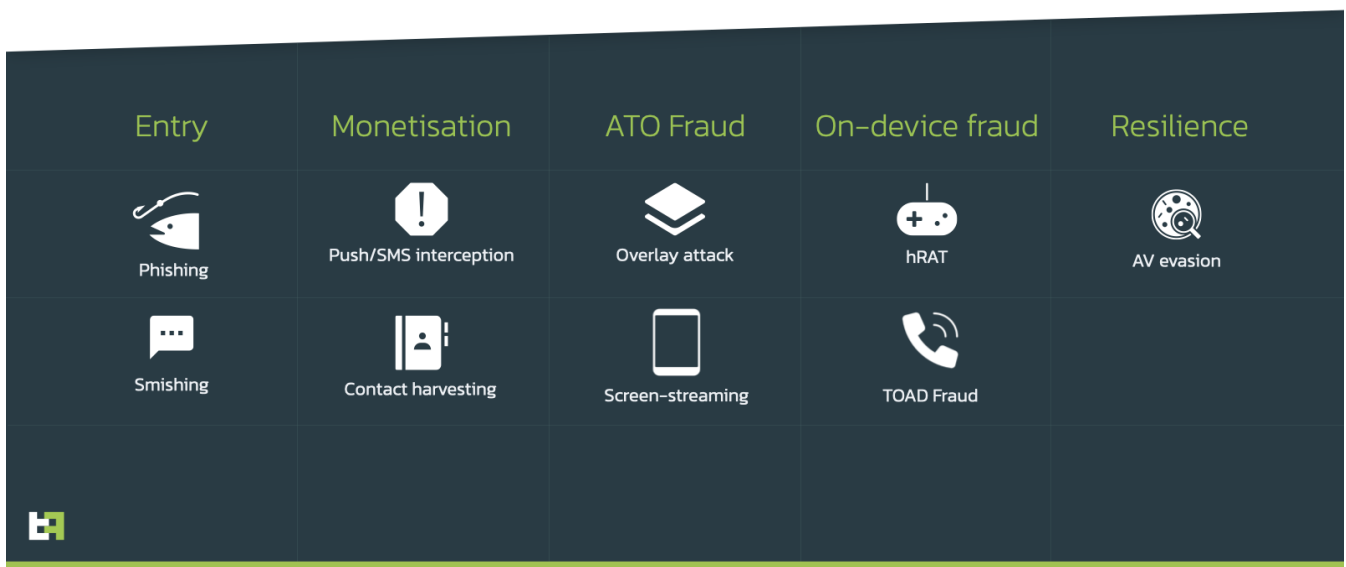 Entry
Monetisation
ATO Fraud
On-device fraud
Resilience
Phishing
Push/SMS interception
Overlay attack
hRAT
AV evasion
Smishing
Contact harvesting
Screen-streaming
TOAD Fraud